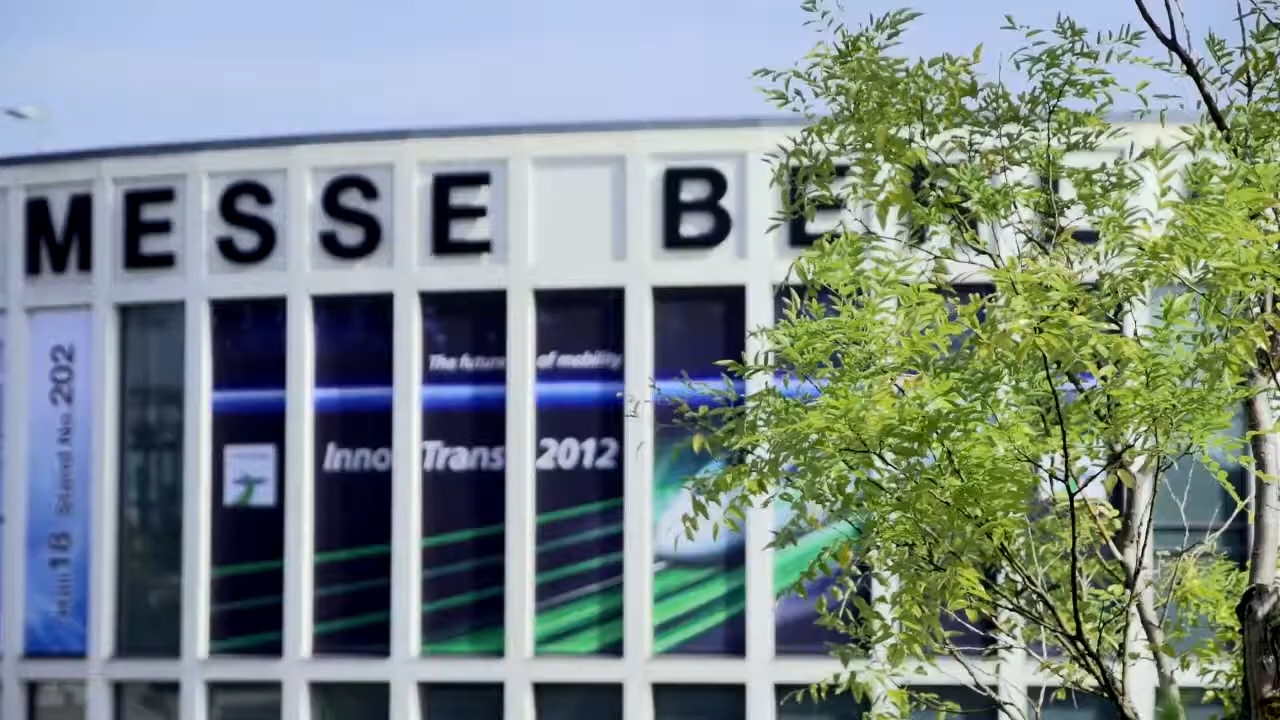 MESSE BE
The future of mobility
InnoTrans 2012
Hall 18 Stand No. 202